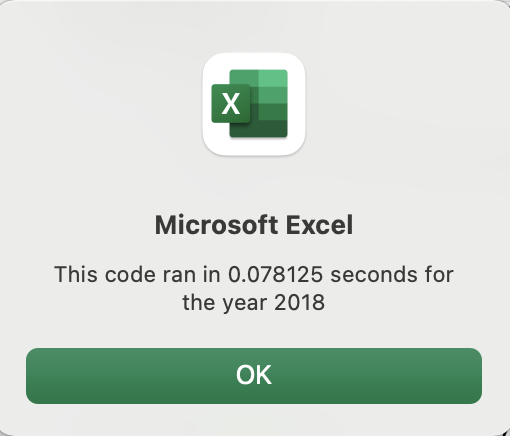 X
Microsoft Excel
This code ran in 0.078125 seconds for
the year 2018
OK